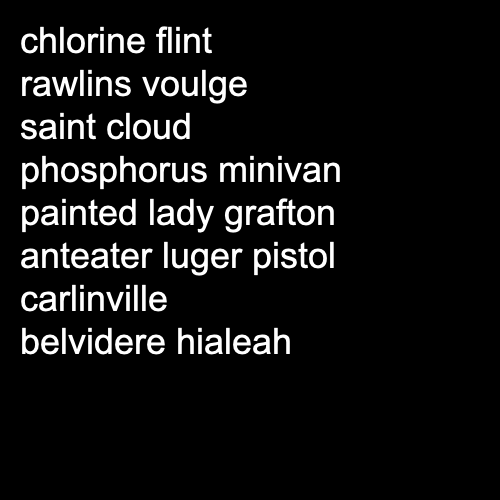 chlorine flint
rawlins voulge
saint cloud
phosphorus minivan
painted lady grafton
anteater luger pistol
carlinville
belvidere hialeah